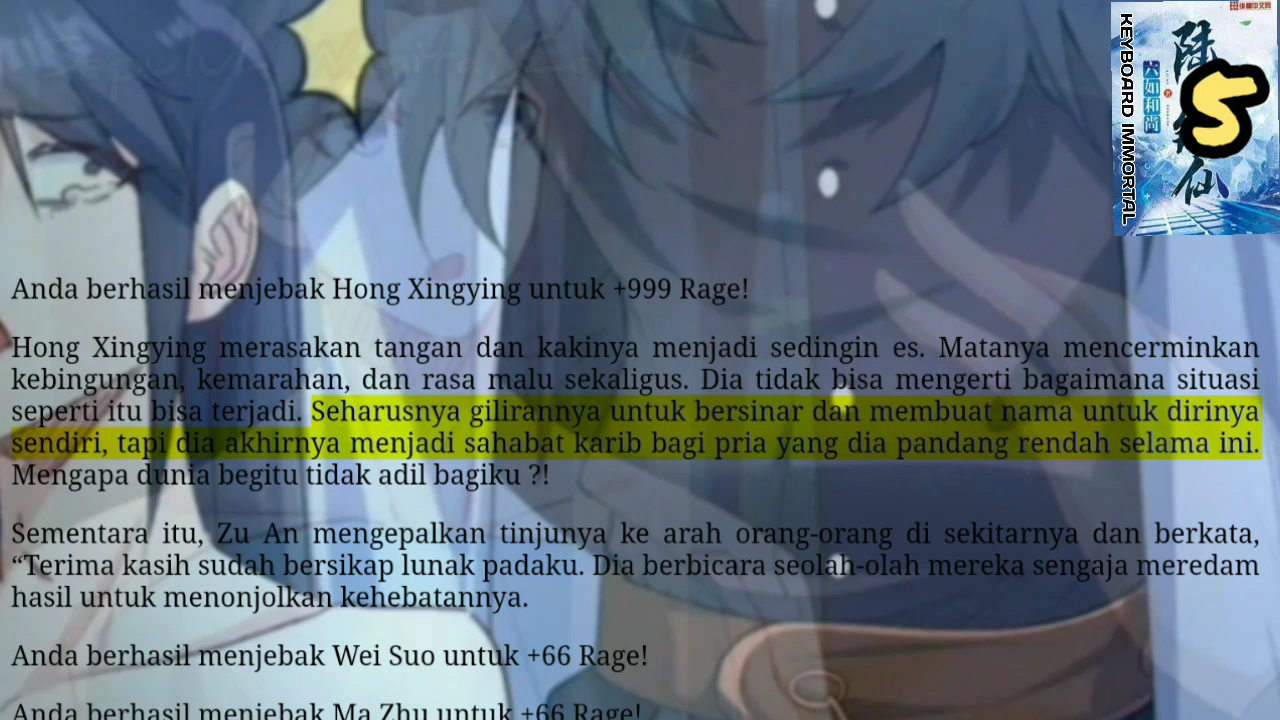 KEYBOARD IMMORTAL
六如和尚
陆
仙
S
Anda berhasil menjebak Hong Xingying untuk +999 Rage!
Hong Xingying merasakan tangan dan kakinya menjadi sedingin es. Matanya mencerminkan
kebingungan, kemarahan, dan rasa malu sekaligus. Dia tidak bisa mengerti bagaimana situasi
seperti itu bisa terjadi. Seharusnya gilirannya untuk bersinar dan membuat nama untuk dirinya
sendiri, tapi dia akhirnya menjadi sahabat karib bagi pria yang dia pandang rendah selama ini.
Mengapa dunia begitu tidak adil bagiku ?!
Sementara itu, Zu An mengepalkan tinjunya ke arah orang-orang di sekitarnya dan berkata,
“Terima kasih sudah bersikap lunak padaku. Dia berbicara seolah-olah mereka sengaja meredam
hasil untuk menonjolkan kehebatannya.
Anda berhasil menjebak Wei Suo untuk +66 Rage!
Anda berhasil menjebak Ma Zhu untuk +66 Rage!